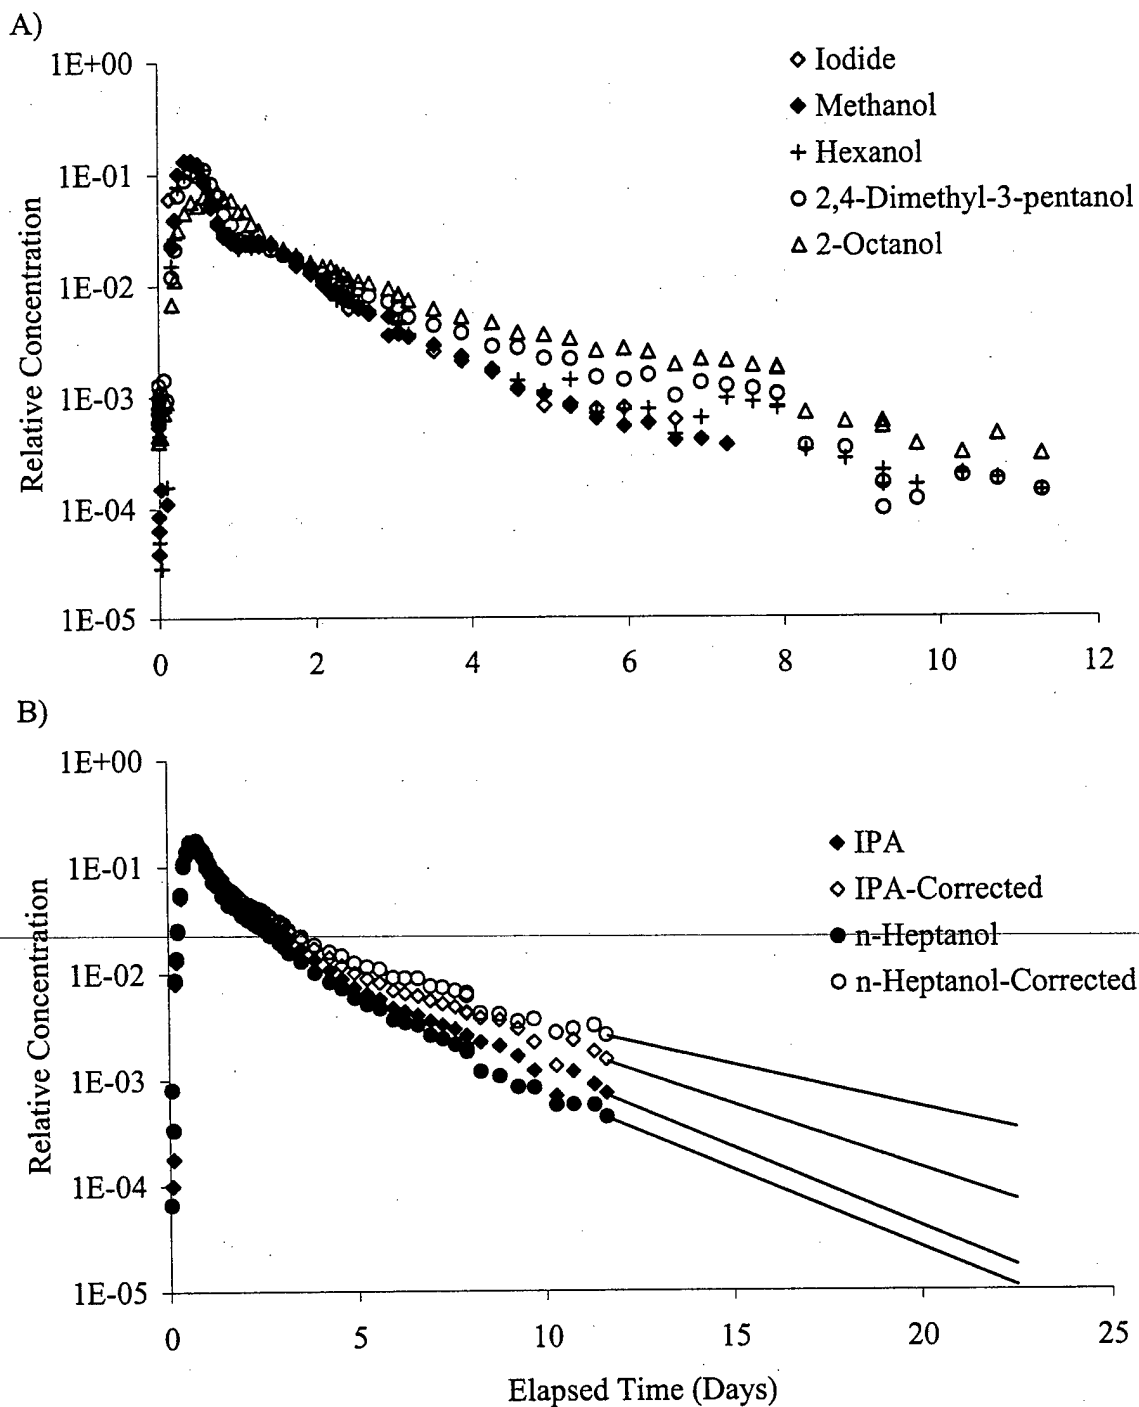 A)
1E+00
1E-01
1E-02
1E-03
1E-04
1E-05
Relative Concentration
0 2 4 6 8 10 12
Iodide
Methanol
Hexanol
2,4-Dimethyl-3-pentanol
2-Octanol
B)
1E+00
1E-01
1E-02
1E-03
1E-04
1E-05
Relative Concentration
0 5 10 15 20 25
Elapsed Time (Days)
IPA
IPA-Corrected
n-Heptanol
n-Heptanol-Corrected